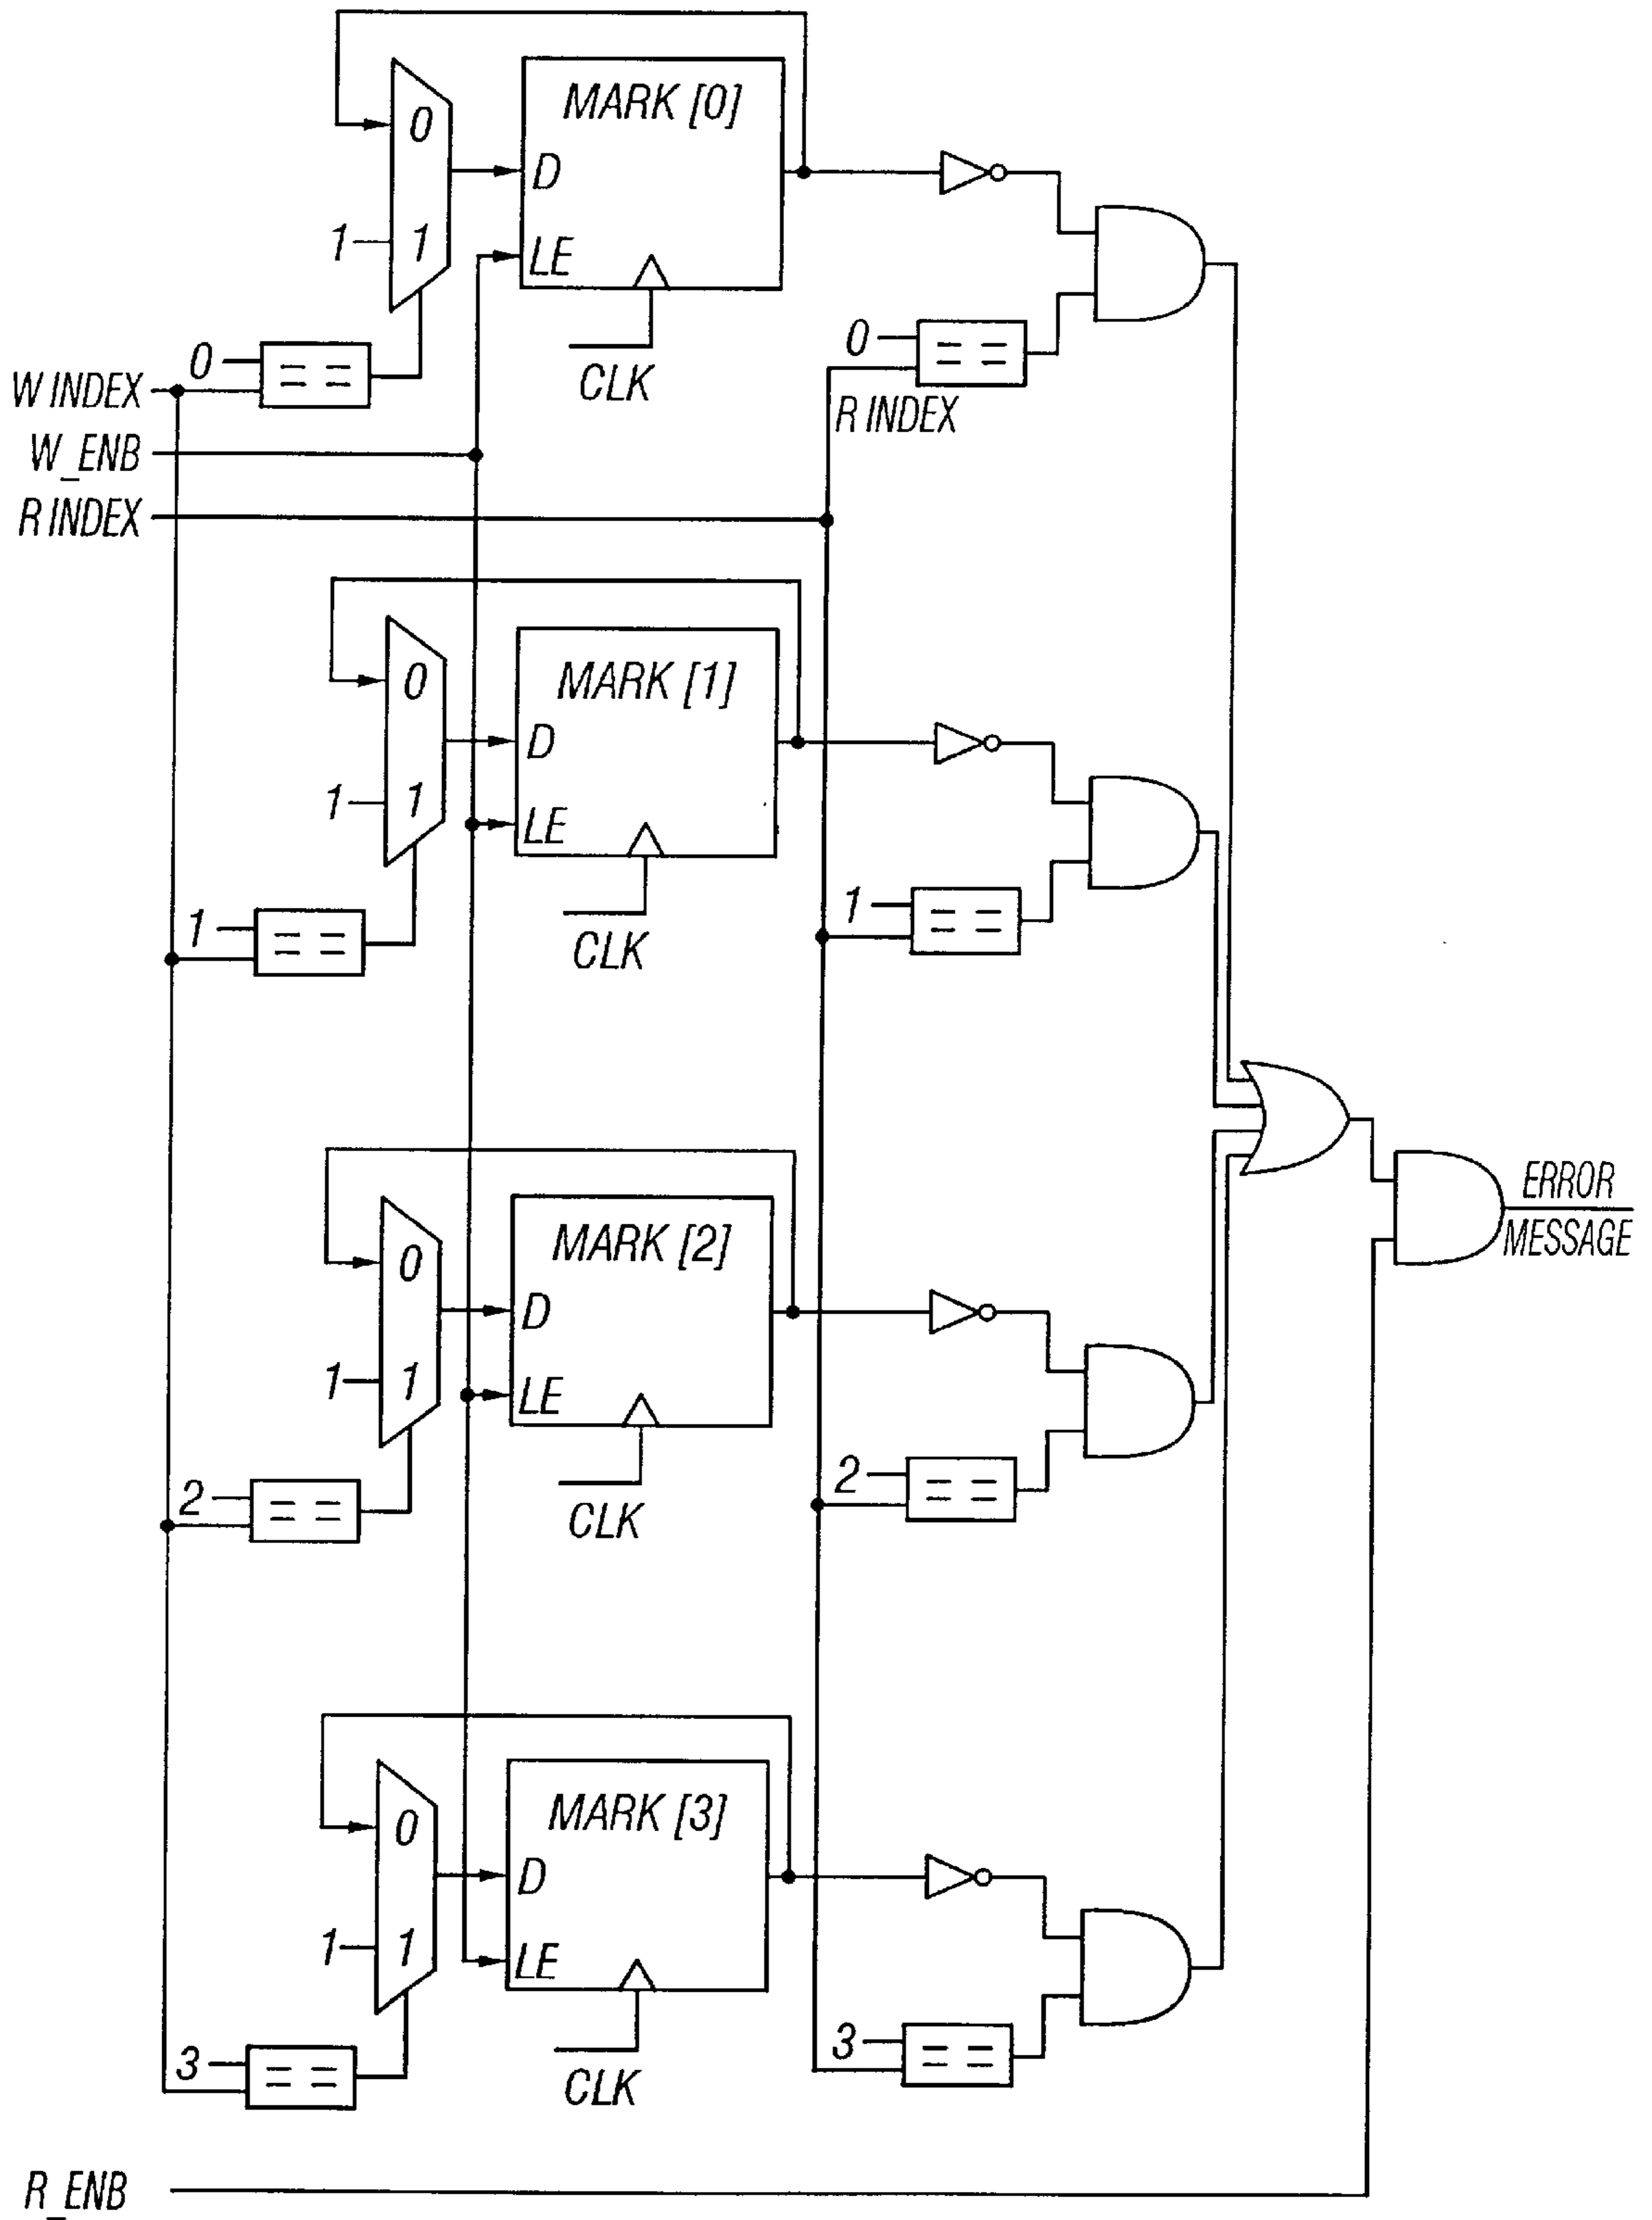 MARK [0]
0
D
1
1
LE
0
= =
CLK
0
= =
W INDEX
R INDEX
W_ENB
R INDEX
MARK [1]
0
D
1
1
LE
1
= =
CLK
1
= =
MARK [2]
0
D
1
1
LE
2
= =
CLK
2
= =
ERROR
MESSAGE
MARK [3]
0
D
1
1
LE
3
= =
CLK
3
= =
R_ENB